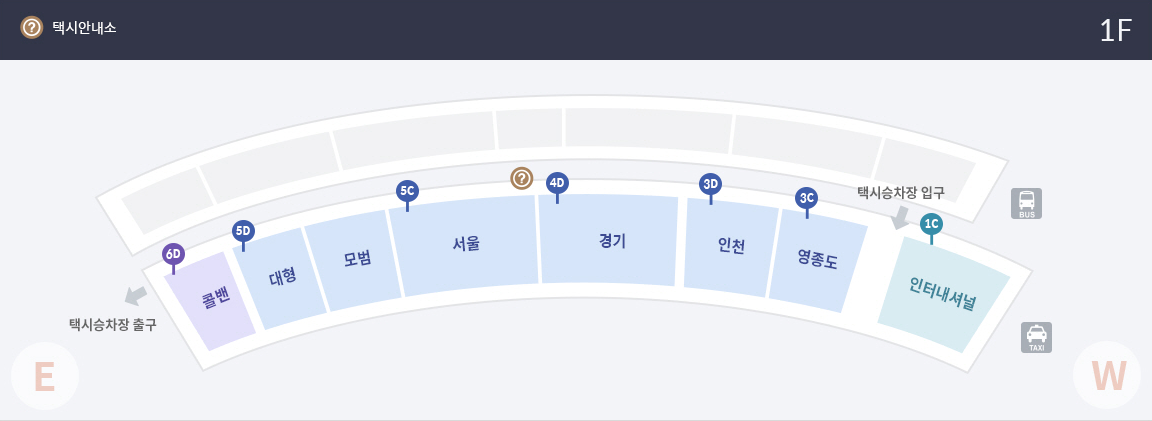 ? 택시안내소
1F
택시승차장 입구
BUS
6D
5D
5C
?
4D
3D
3C
1C
콜밴
대형
모범
서울
경기
인천
영종도
인터내셔널
택시승차장 출구
TAXI
E
W